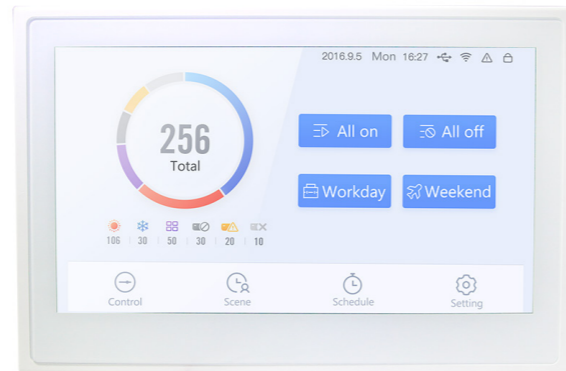 2016.9.5 Mon 16:27
256
Total
All on
All off
Workday
Weekend
106 30 50 30 20 10
Control Scene Schedule Setting